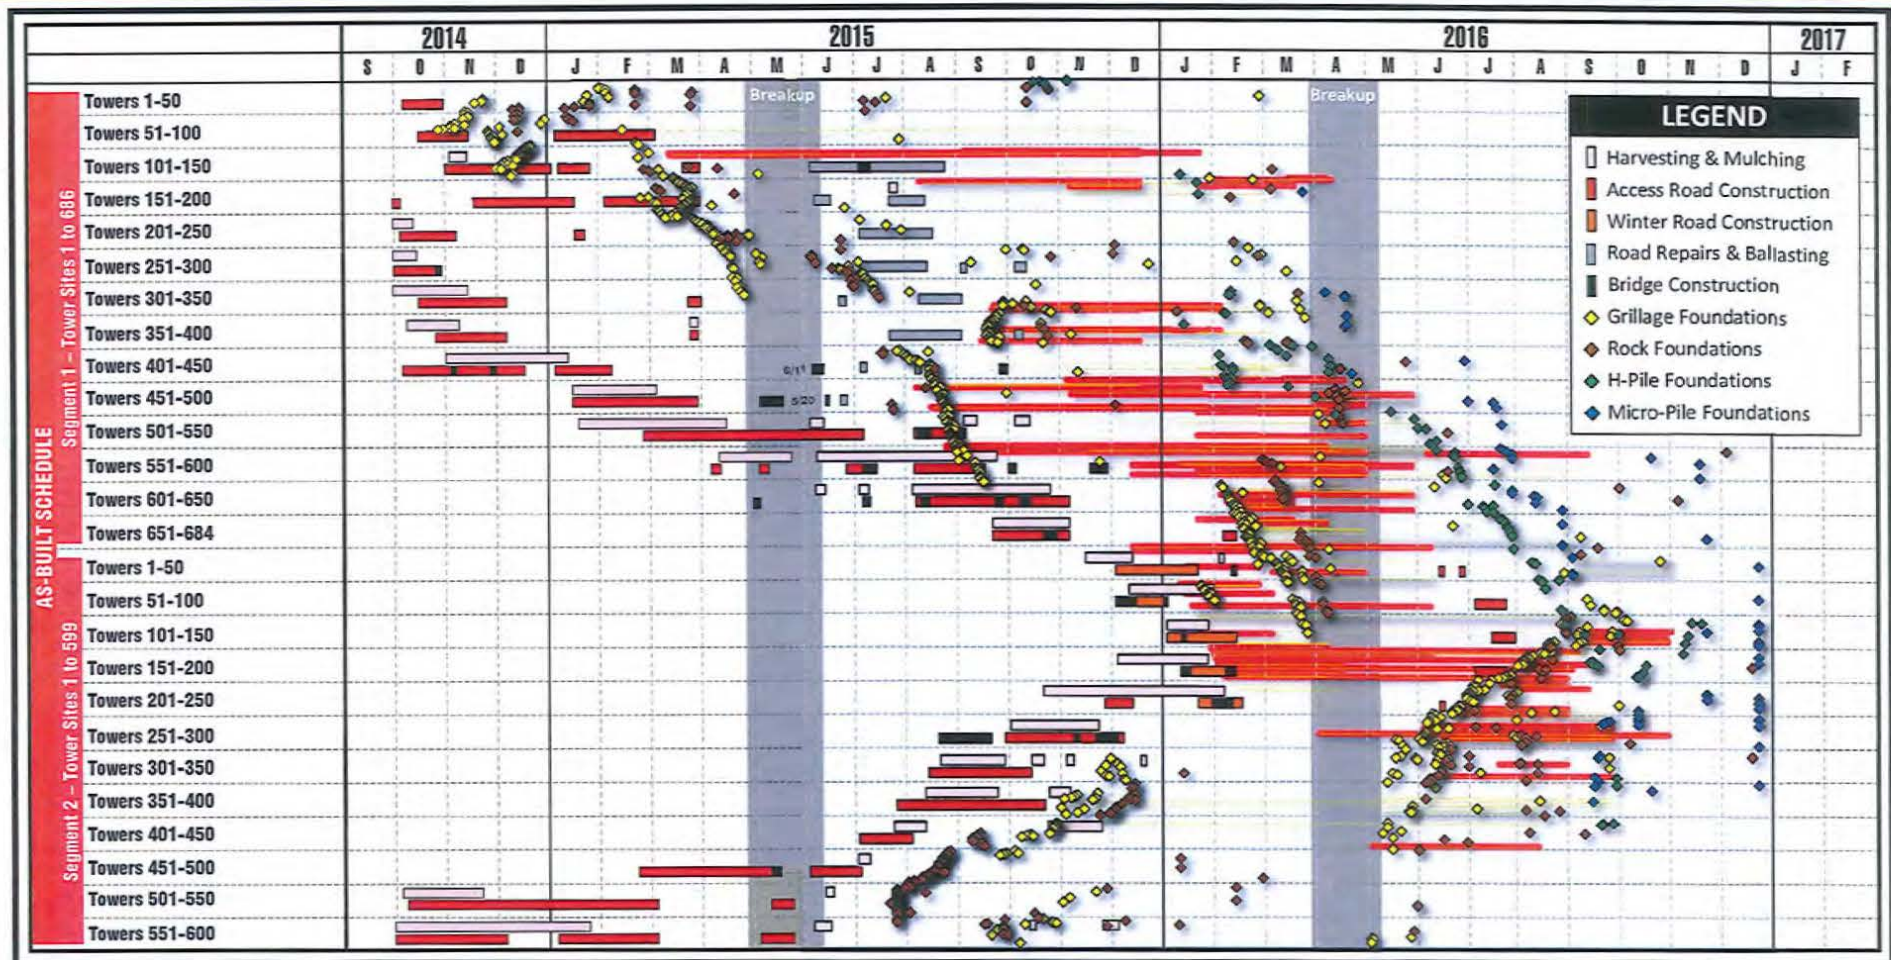 2014 2015 2016 2017
S O N D J F M A M J J A S O N D J F M A M J J A S O N D J F
Breakup Breakup
AS-BUILT SCHEDULE
Segment 1 – Tower Sites 1 to 686
Towers 1-50
Towers 51-100
Towers 101-150
Towers 151-200
Towers 201-250
Towers 251-300
Towers 301-350
Towers 351-400
Towers 401-450
6/11
Towers 451-500
5/20
Towers 501-550
Towers 551-600
Towers 601-650
Towers 651-684
Segment 2 – Tower Sites 1 to 599
Towers 1-50
Towers 51-100
Towers 101-150
Towers 151-200
Towers 201-250
Towers 251-300
Towers 301-350
Towers 351-400
Towers 401-450
Towers 451-500
Towers 501-550
Towers 551-600
LEGEND
Harvesting & Mulching
Access Road Construction
Winter Road Construction
Road Repairs & Ballasting
Bridge Construction
Grillage Foundations
Rock Foundations
H-Pile Foundations
Micro-Pile Foundations